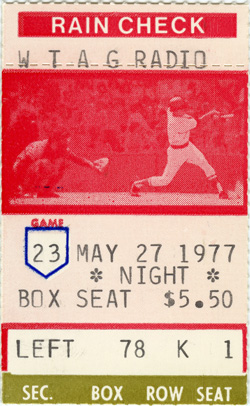 RAIN CHECK
W T A G RADIO
GAME
23 MAY 27 1977
* NIGHT *
BOX SEAT $5.50
LEFT 78 K 1
SEC. BOX ROW SEAT